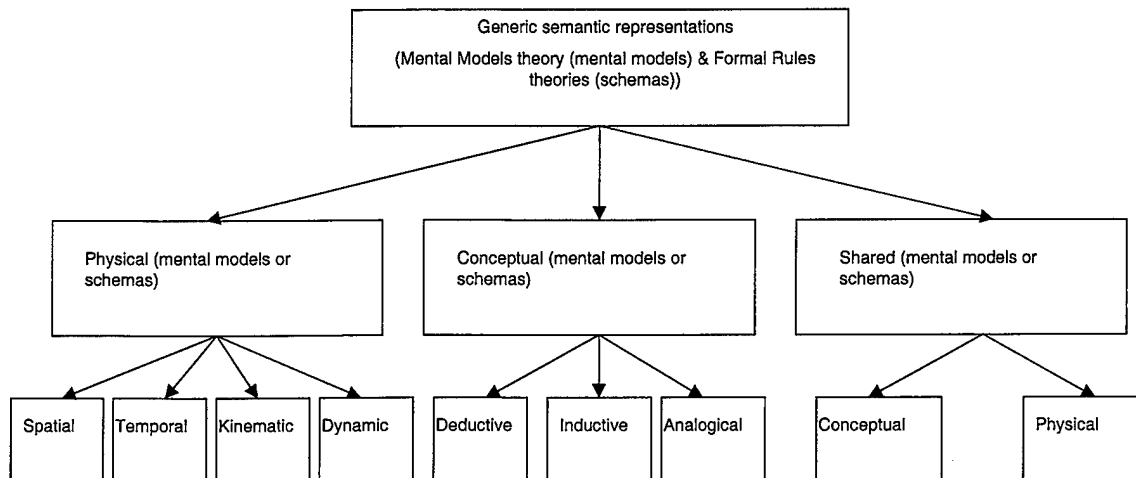 Generic semantic representations
(Mental Models theory (mental models) & Formal Rules
theories (schemas))
Physical (mental models or
schemas)
Conceptual (mental models or
schemas)
Shared (mental models or
schemas)
Spatial
Temporal
Kinematic
Dynamic
Deductive
Inductive
Analogical
Conceptual
Physical